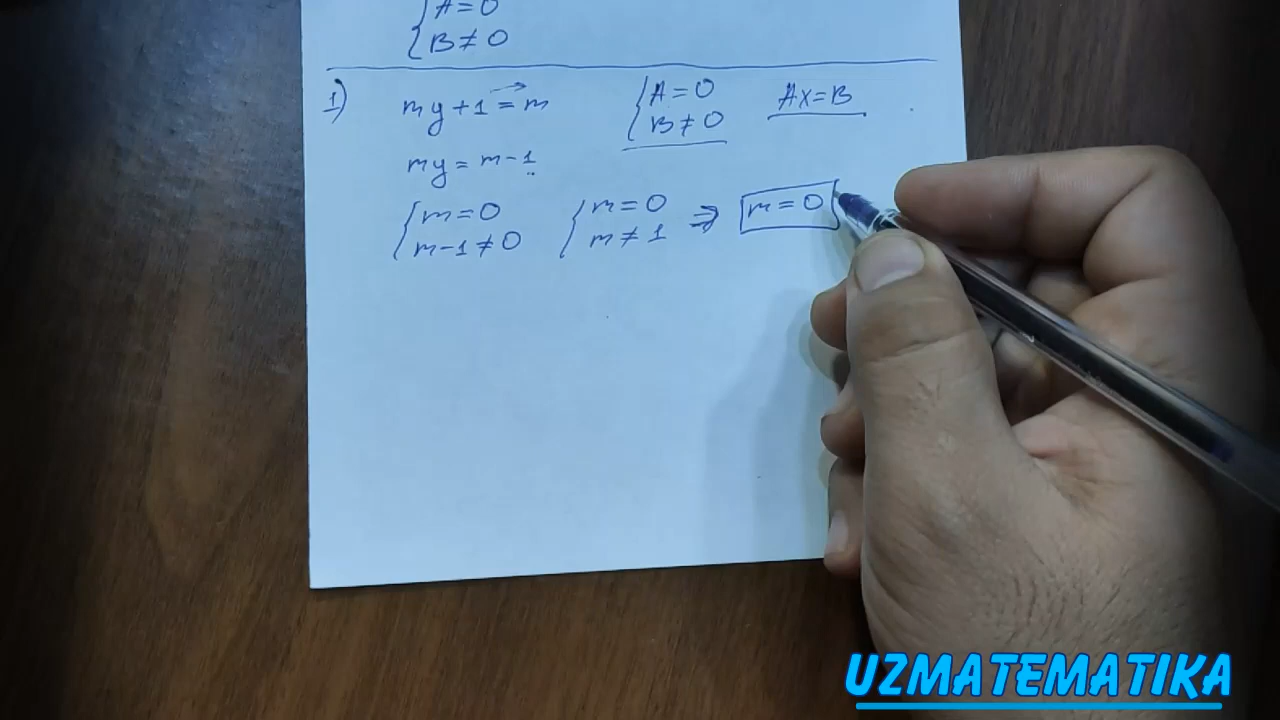 {A=0
B≠0
1) my+1=m {A=0 B≠0 Ax=B
my=m-1
{m=0 m-1≠0 {m=0 m≠1 ⇒ m=0
UZMATEMATIKA